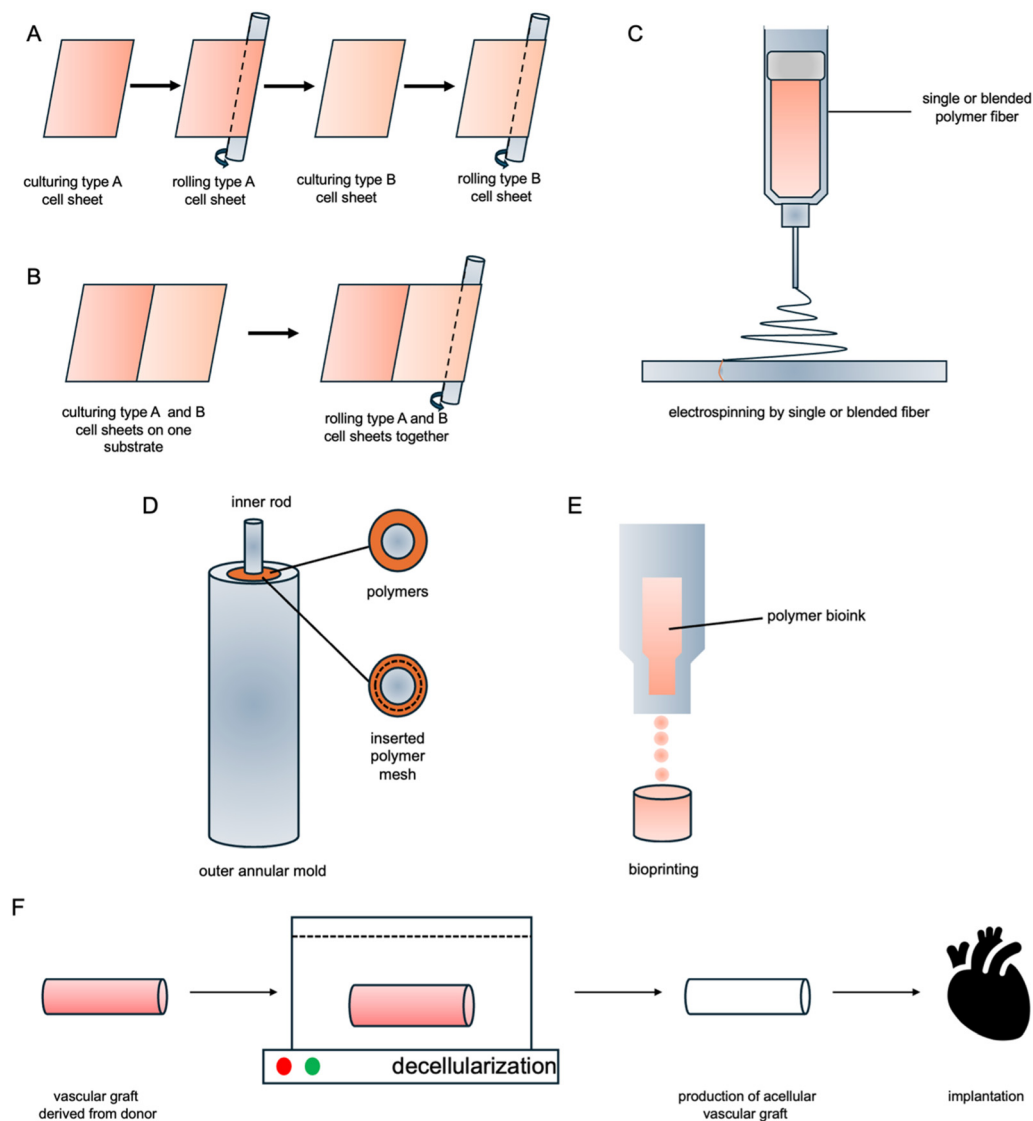 A
culturing type A
cell sheet
rolling type A
cell sheet
culturing type B
cell sheet
rolling type B
cell sheet
B
culturing type A  and B
cell sheets on one
substrate
rolling type A and B
cell sheets together
C
single or blended
polymer fiber
electrospinning by single or blended fiber
D
inner rod
polymers
inserted
polymer
mesh
outer annular mold
E
polymer bioink
bioprinting
F
vascular graft
derived from donor
decellularization
production of acellular
vascular graft
implantation